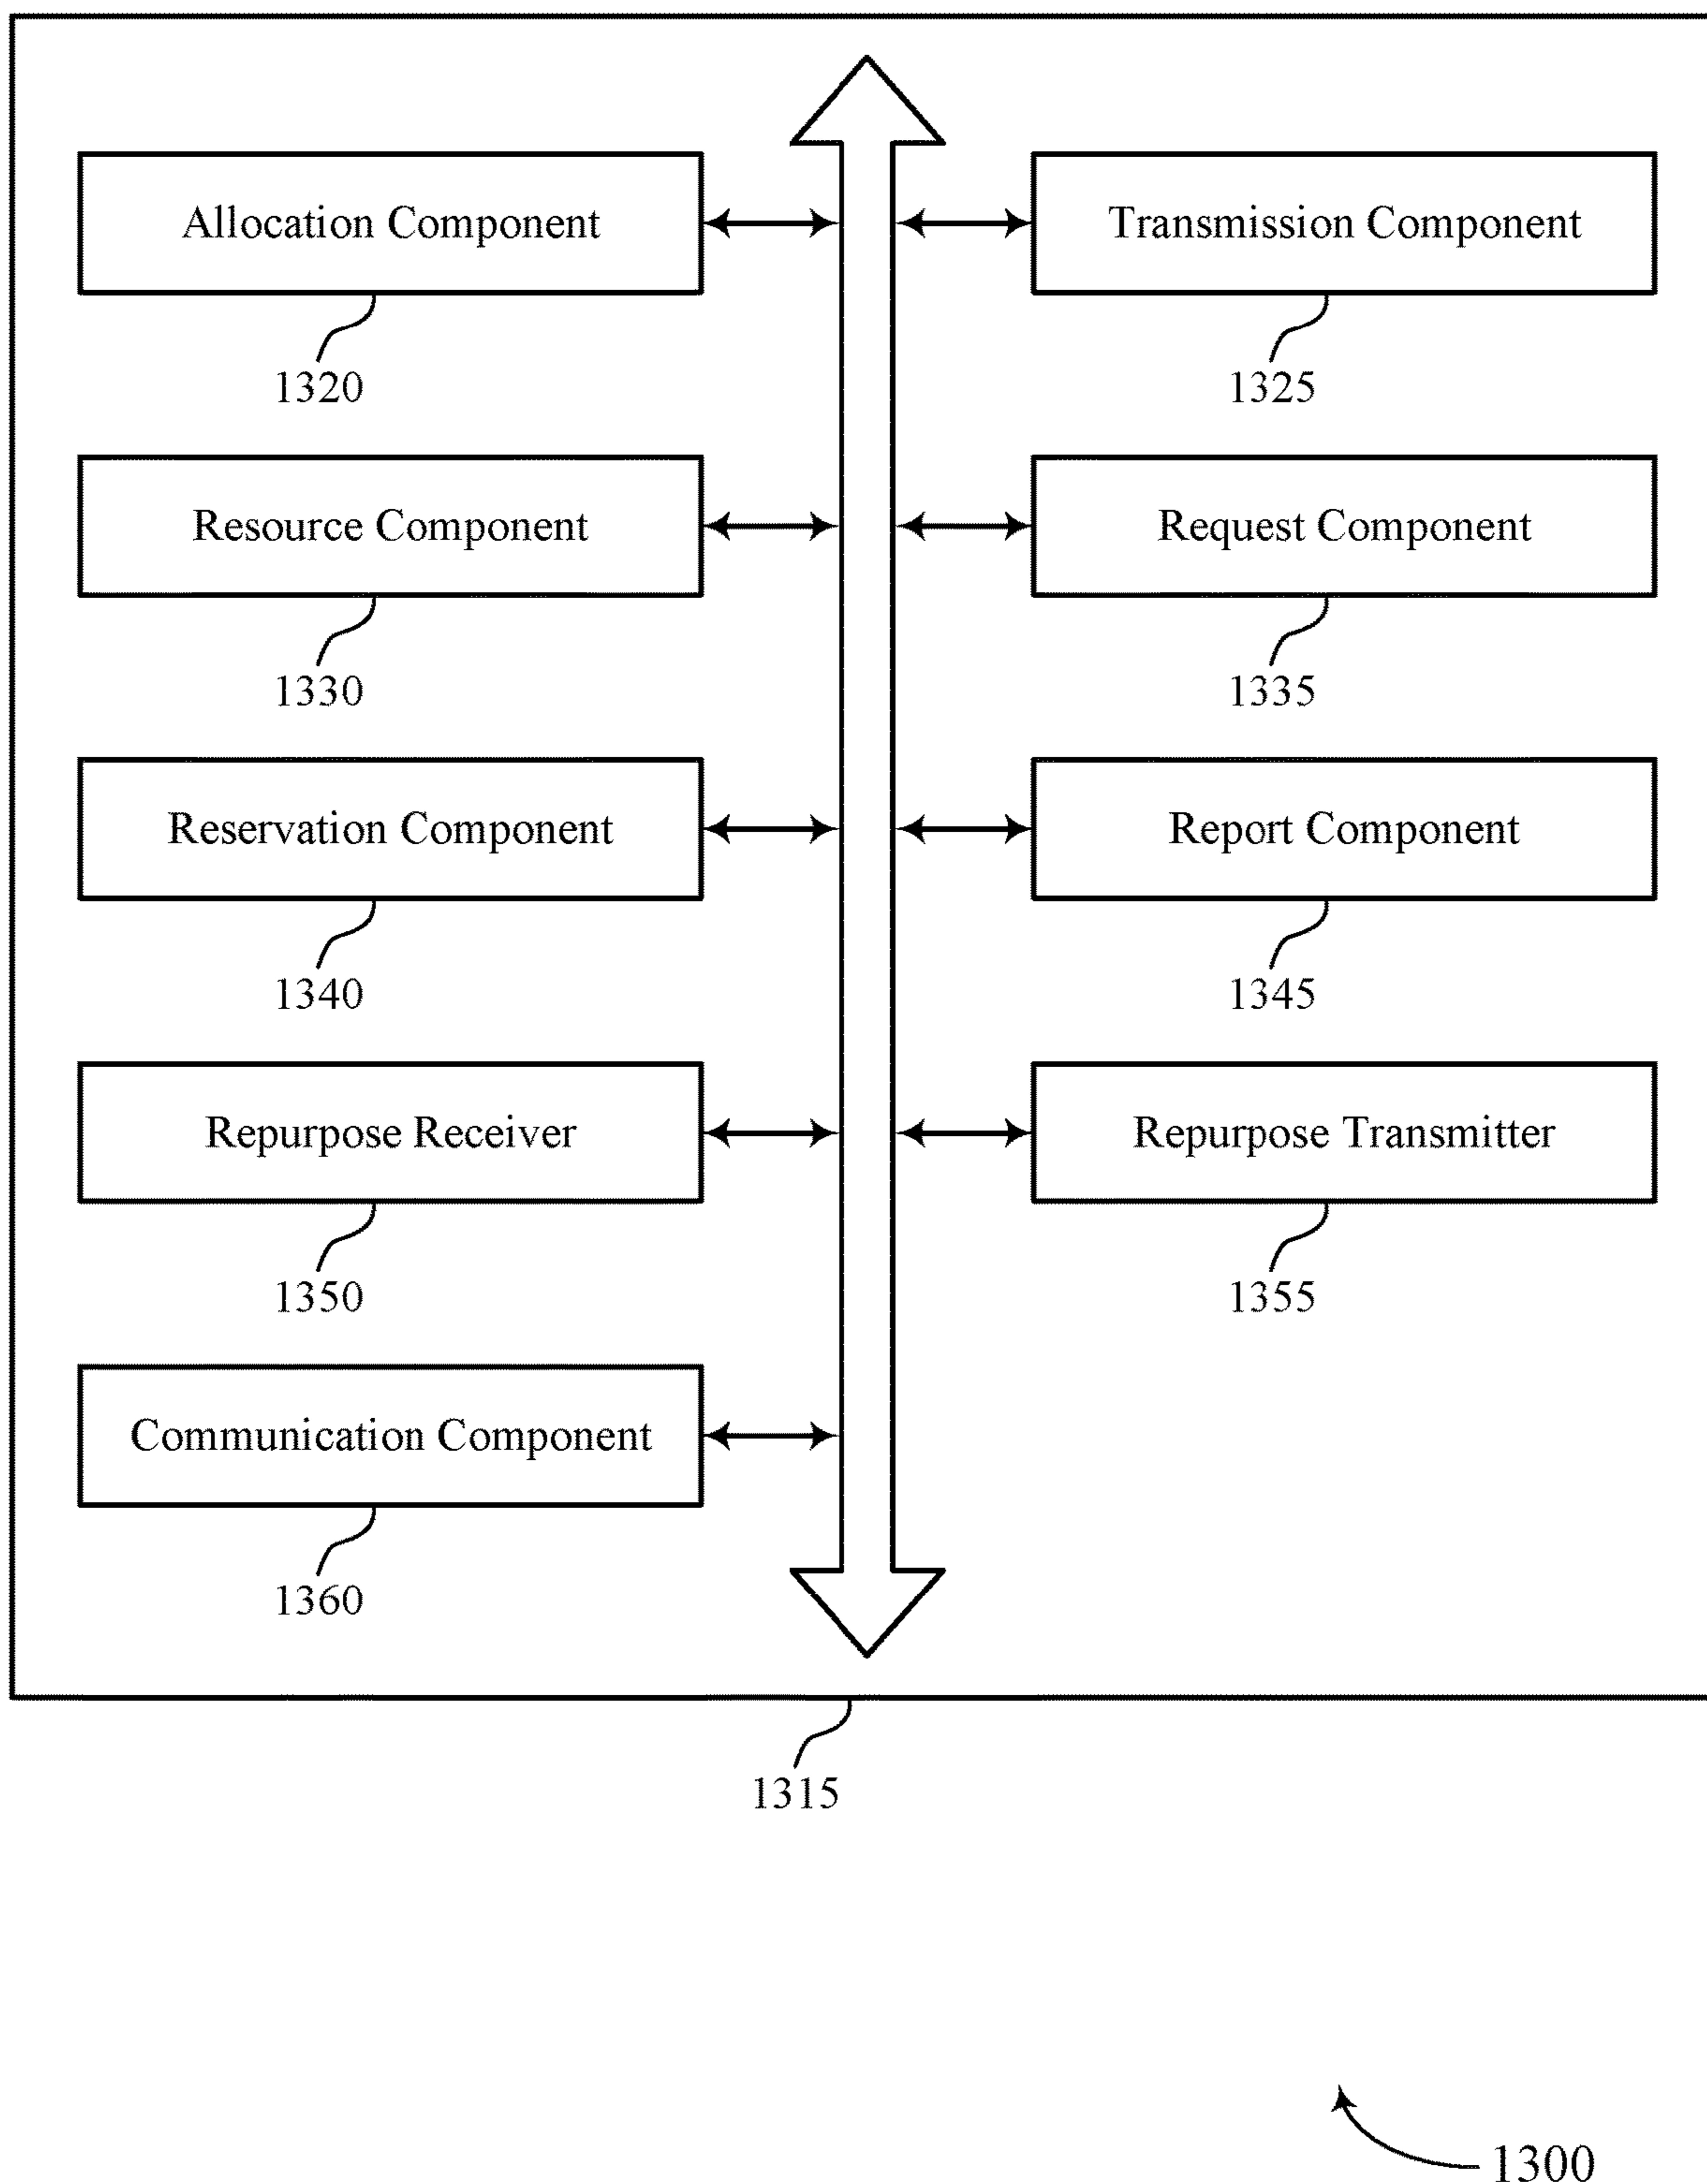 Allocation Component
Transmission Component
1320
1325
Resource Component
Request Component
1330
1335
Reservation Component
Report Component
1340
1345
Repurpose Receiver
Repurpose Transmitter
1350
1355
Communication Component
1360
1315
1300